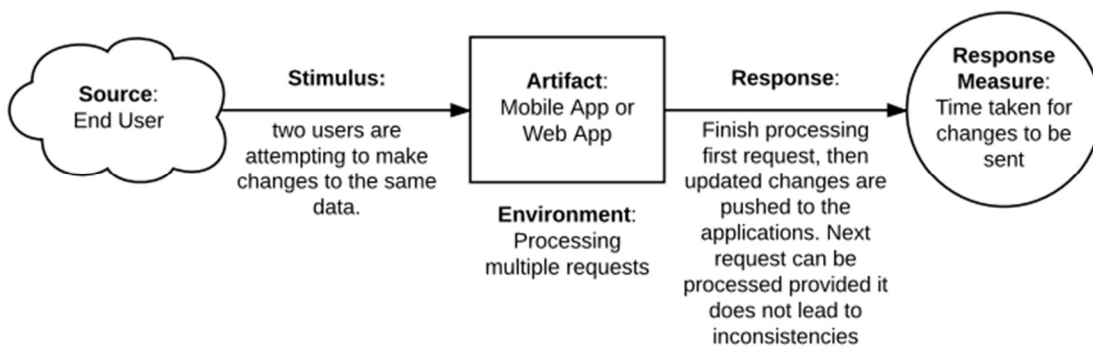 Source:
End User
Stimulus:
two users are
attempting to make
changes to the same
data.
Artifact:
Mobile App or
Web App
Environment:
Processing
multiple requests
Response:
Finish processing
first request, then
updated changes are
pushed to the
applications. Next
request can be
processed provided it
does not lead to
inconsistencies
Response
Measure:
Time taken for
changes to be
sent